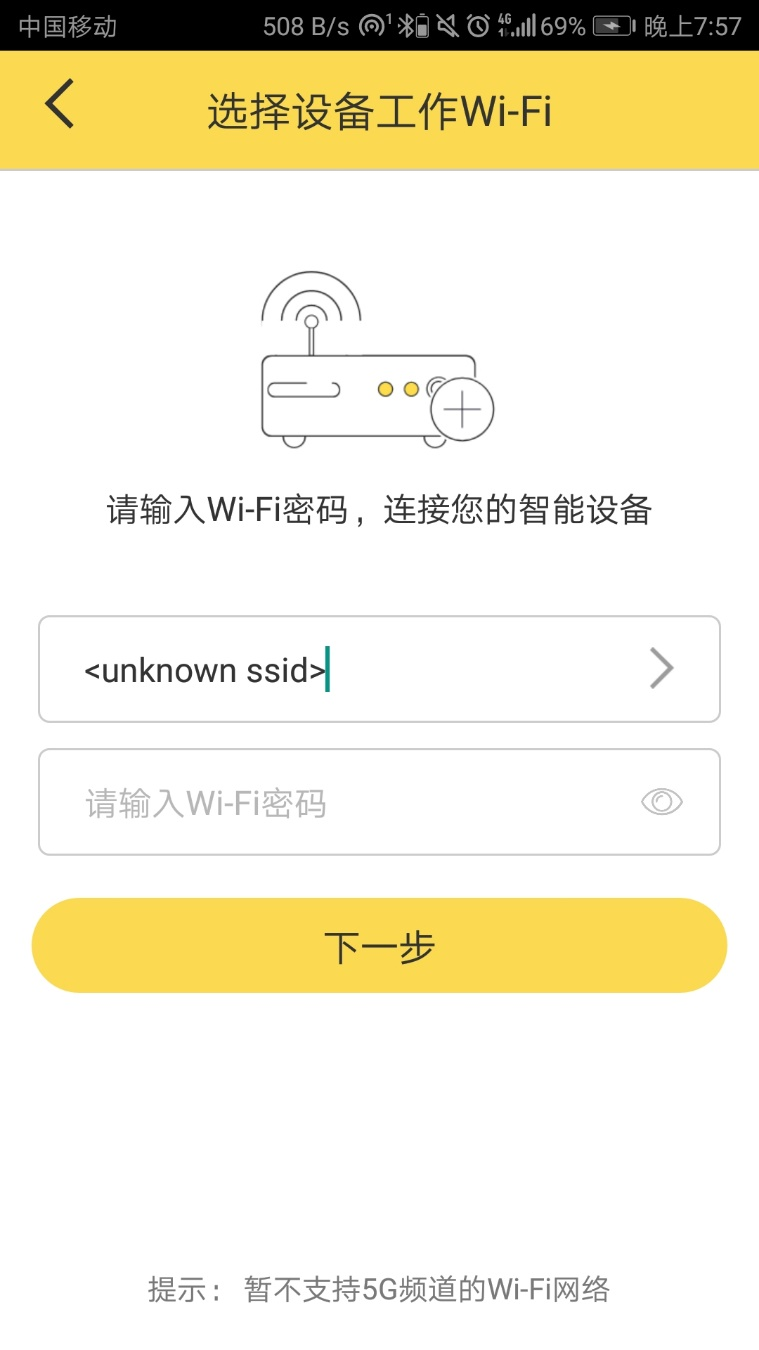 中国移动 508 B/s 1 4G 1 69% 晚上7:57
选择设备工作Wi-Fi
请输入Wi-Fi密码，连接您的智能设备
<unknown ssid>
请输入Wi-Fi密码
下一步
提示： 暂不支持5G频道的Wi-Fi网络